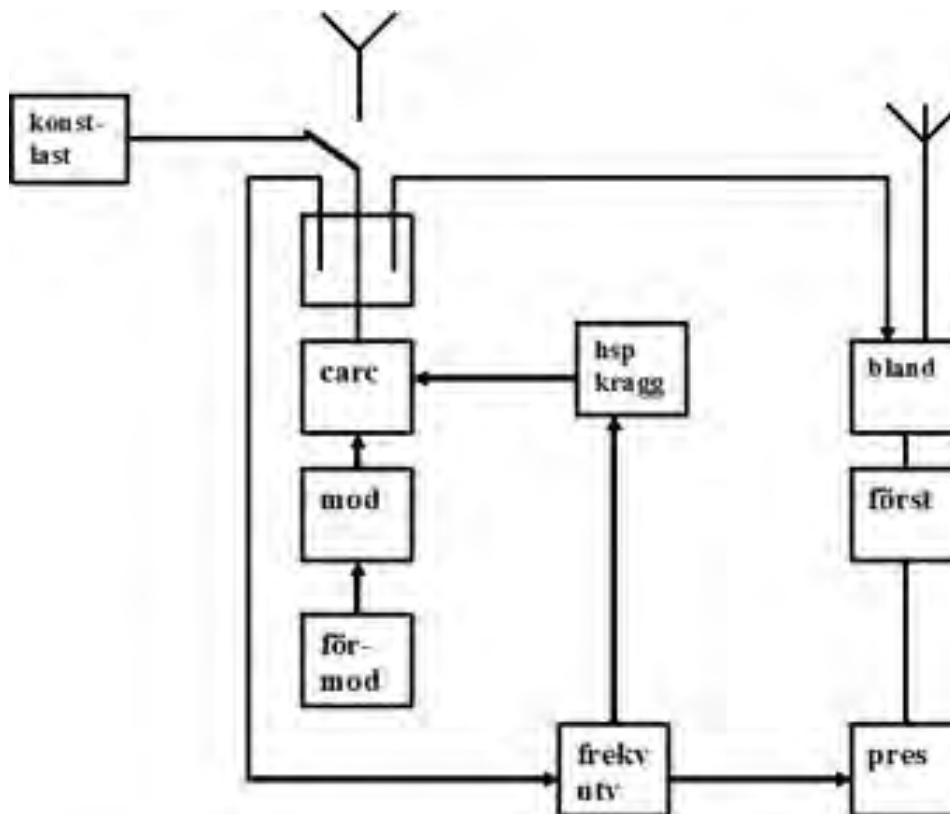 konst-
last
hsp
kragg
carc
bland
mod
först
för-
mod
frekv
utv
pres